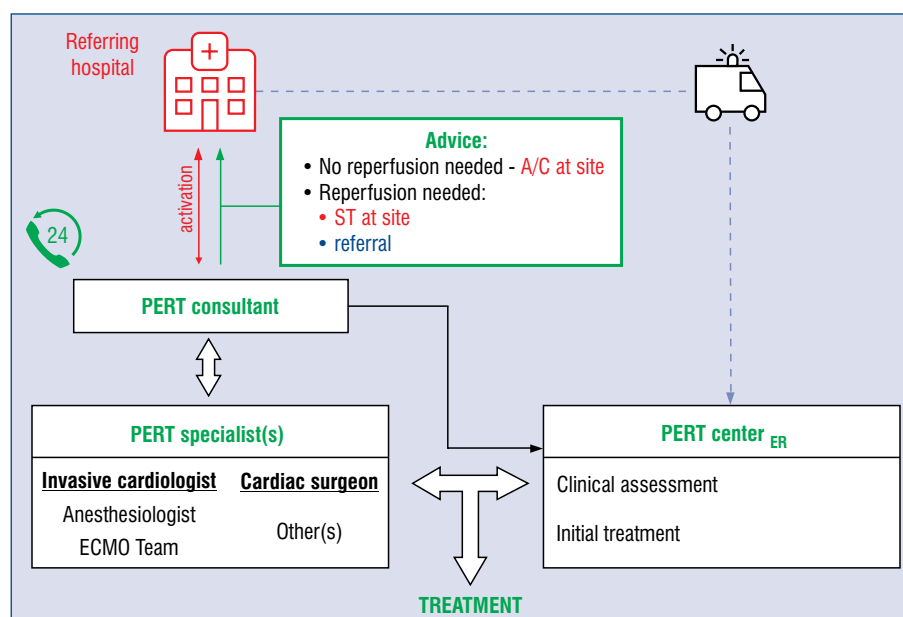 Referring
hospital
Advice:
• No reperfusion needed - A/C at site
• Reperfusion needed:
• ST at site
• referral
activation
24
PERT consultant
PERT specialist(s)
Invasive cardiologist
Anesthesiologist
ECMO Team
Cardiac surgeon
Other(s)
PERT center ER
Clinical assessment
Initial treatment
TREATMENT